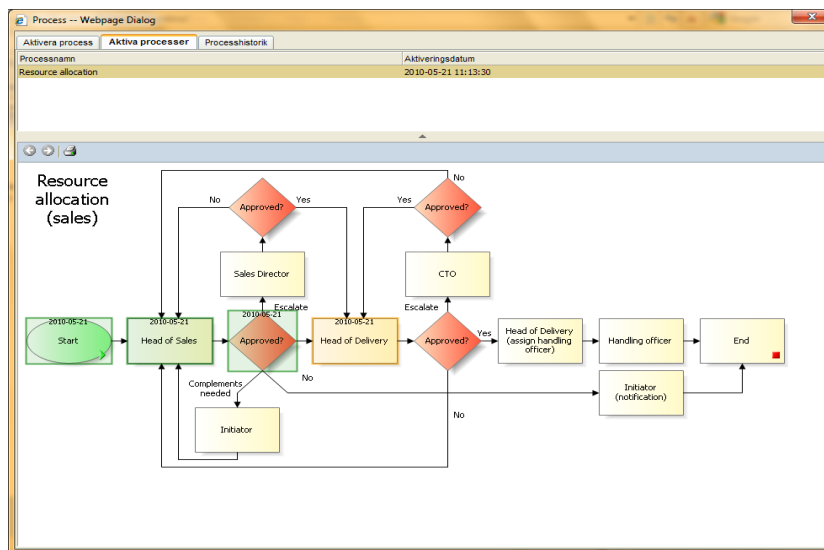 Process -- Webpage Dialog
Aktivera process
Aktiva processer
Processhistorik
Processnamn
Aktiveringsdatum
Resource allocation
2010-05-21 11:13:30
Resource
allocation
(sales)
No
Approved?
No
Yes
Yes
Approved?
Sales Director
CTO
2010-05-21
Start
2010-05-21
Head of Sales
2010-05-21
Escalate
Approved?
2010-05-21
Head of Delivery
Escalate
Approved?
Yes
Head of Delivery
(assign handling
officer)
Handling officer
End
Complements
needed
No
Initiator
(notification)
Initiator
No